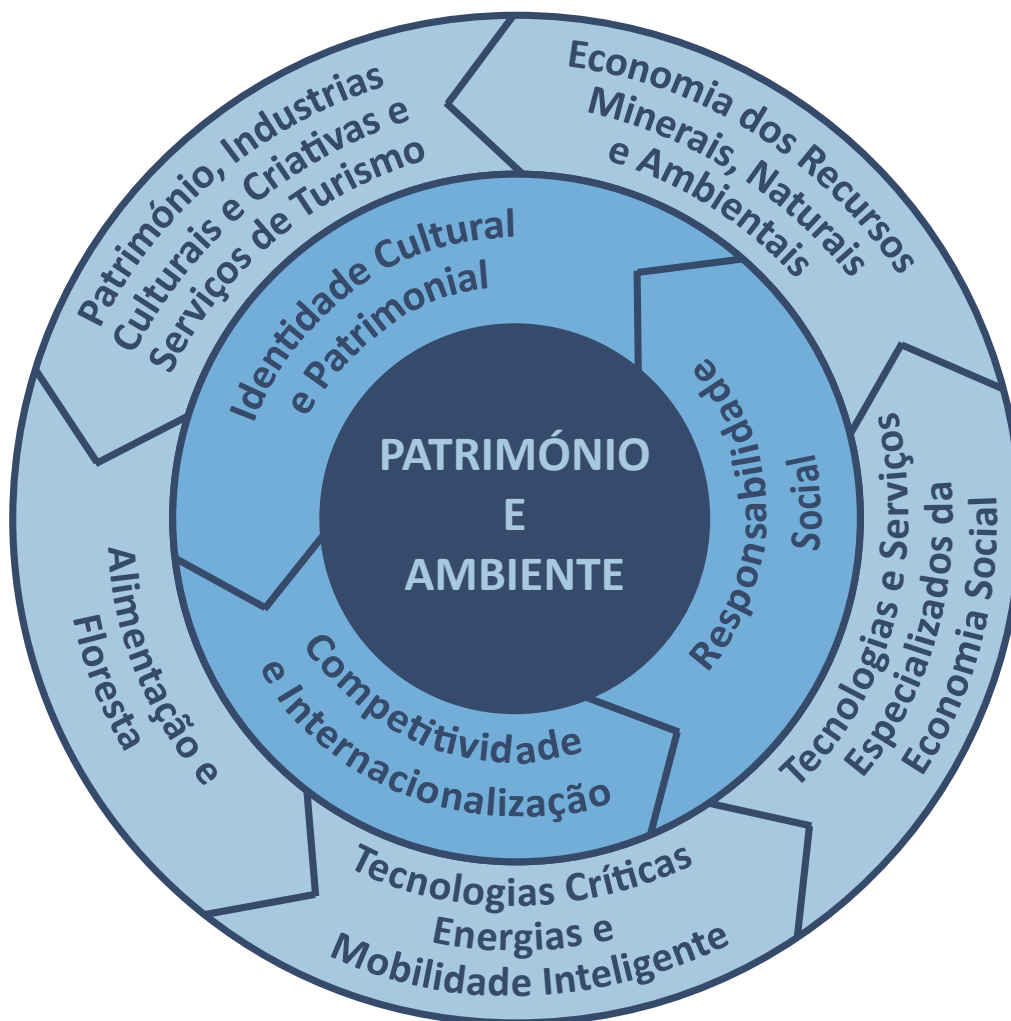 Património, Industrias
Culturais e Criativas e
Serviços de Turismo
Economia dos Recursos
Minerais, Naturais
e Ambientais
Identidade Cultural
e Patrimonial
Responsabilidade
Social
PATRIMÓNIO
E
AMBIENTE
Tecnologias e Serviços
Especializados da
Economia Social
Alimentação e
Floresta
Competitividade
e Internacionalização
Tecnologias Críticas
Energias e
Mobilidade Inteligente